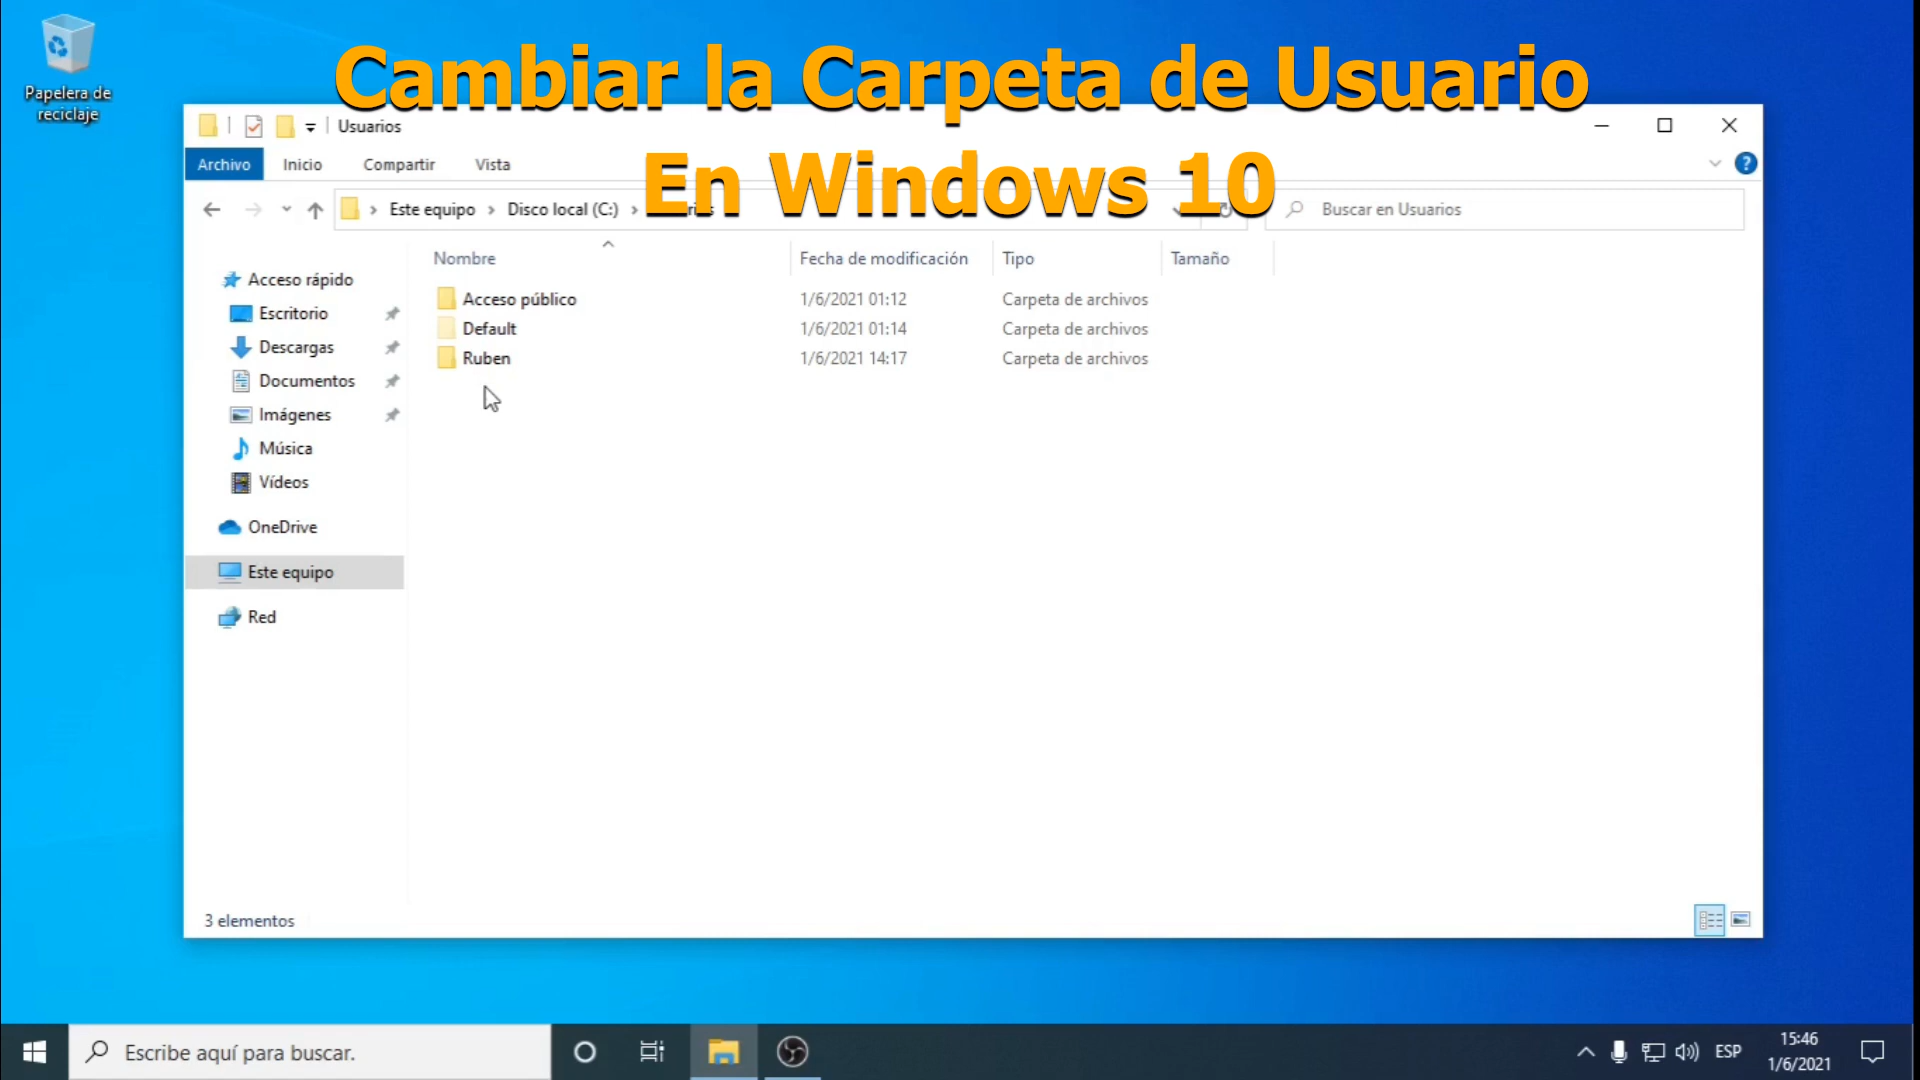 Papelera de
reciclaje
Cambiar la Carpeta de Usuario
En Windows 10
Usuarios
Archivo
Inicio
Compartir
Vista
Este equipo
Disco local (C:)
Buscar en Usuarios
Nombre
Fecha de modificación
Tipo
Tamaño
Acceso público 1/6/2021 01:12 Carpeta de archivos
Default 1/6/2021 01:14 Carpeta de archivos
Ruben 1/6/2021 14:17 Carpeta de archivos
Acceso rápido
Escritorio
Descargas
Documentos
Imágenes
Música
Vídeos
OneDrive
Este equipo
Red
3 elementos
Escribe aquí para buscar.
ESP
15:46
1/6/2021